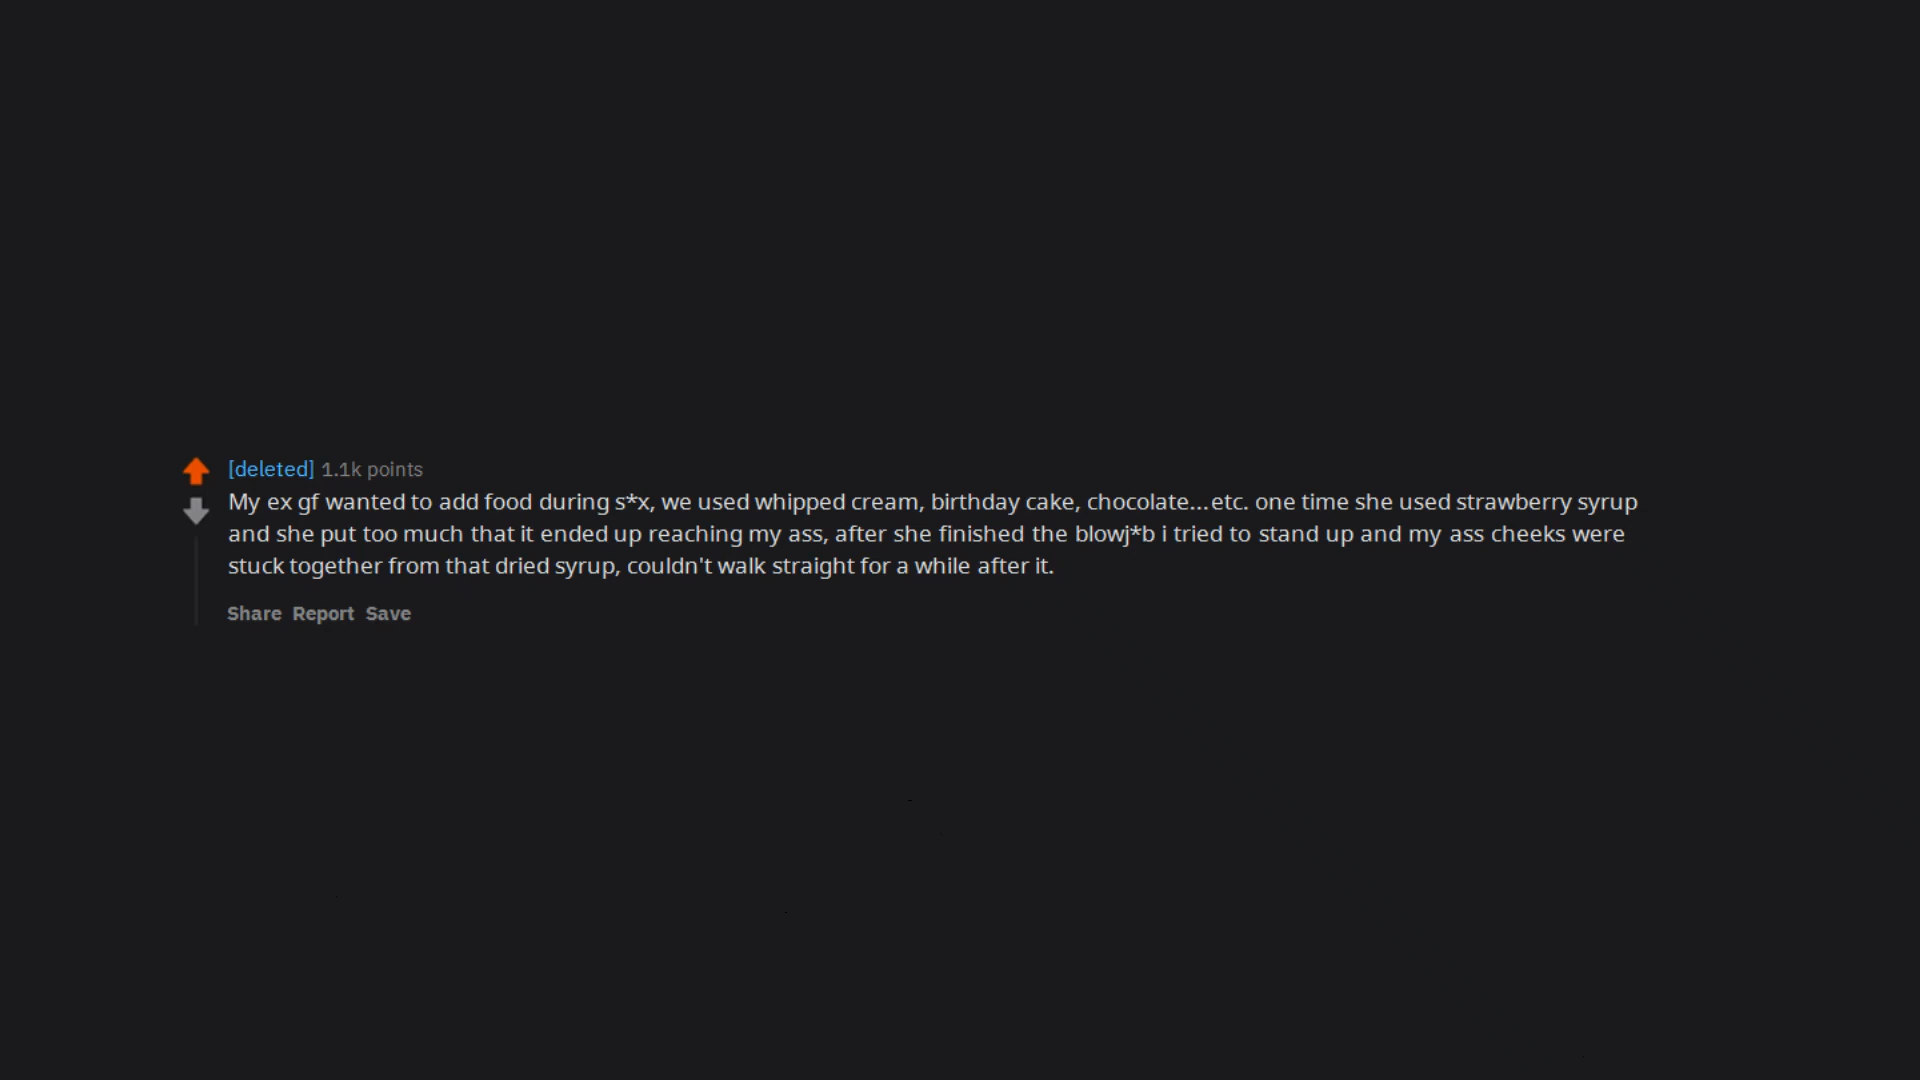 [deleted] 1.1k points
My ex gf wanted to add food during s*x, we used whipped cream, birthday cake, chocolate...etc. one time she used strawberry syrup
and she put too much that it ended up reaching my ass, after she finished the blowj*b i tried to stand up and my ass cheeks were
stuck together from that dried syrup, couldn't walk straight for a while after it.
Share Report Save